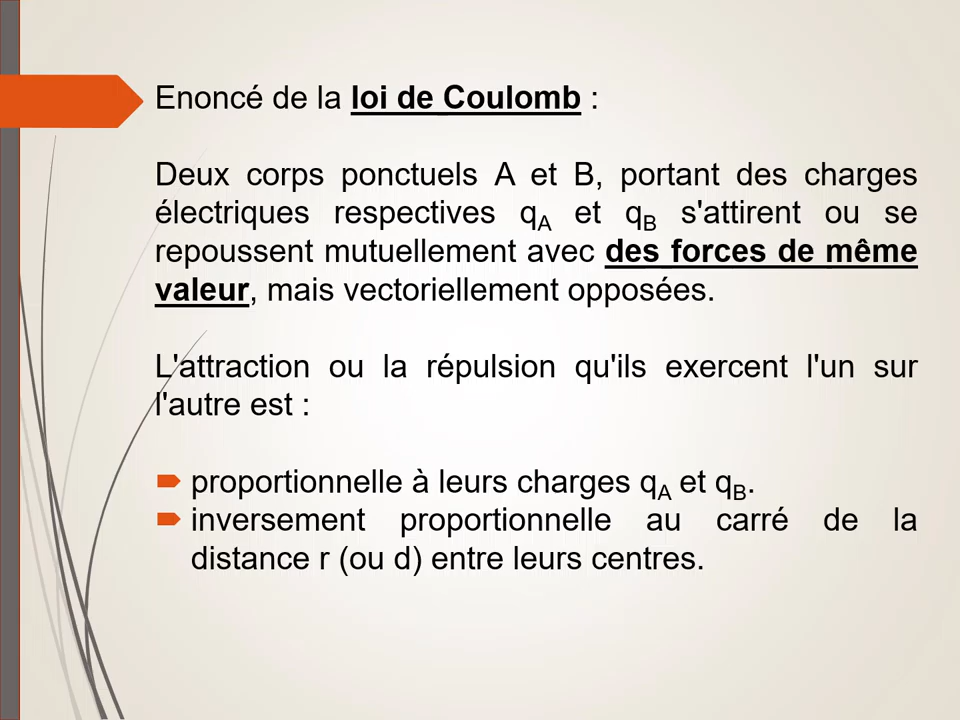 Enoncé de la loi de Coulomb :
Deux corps ponctuels A et B, portant des charges
électriques respectives qA et qB s'attirent ou se
repoussent mutuellement avec des forces de même
valeur, mais vectoriellement opposées.
L'attraction ou la répulsion qu'ils exercent l'un sur
l'autre est :
proportionnelle à leurs charges qA et qB.
inversement proportionnelle au carré de la
distance r (ou d) entre leurs centres.